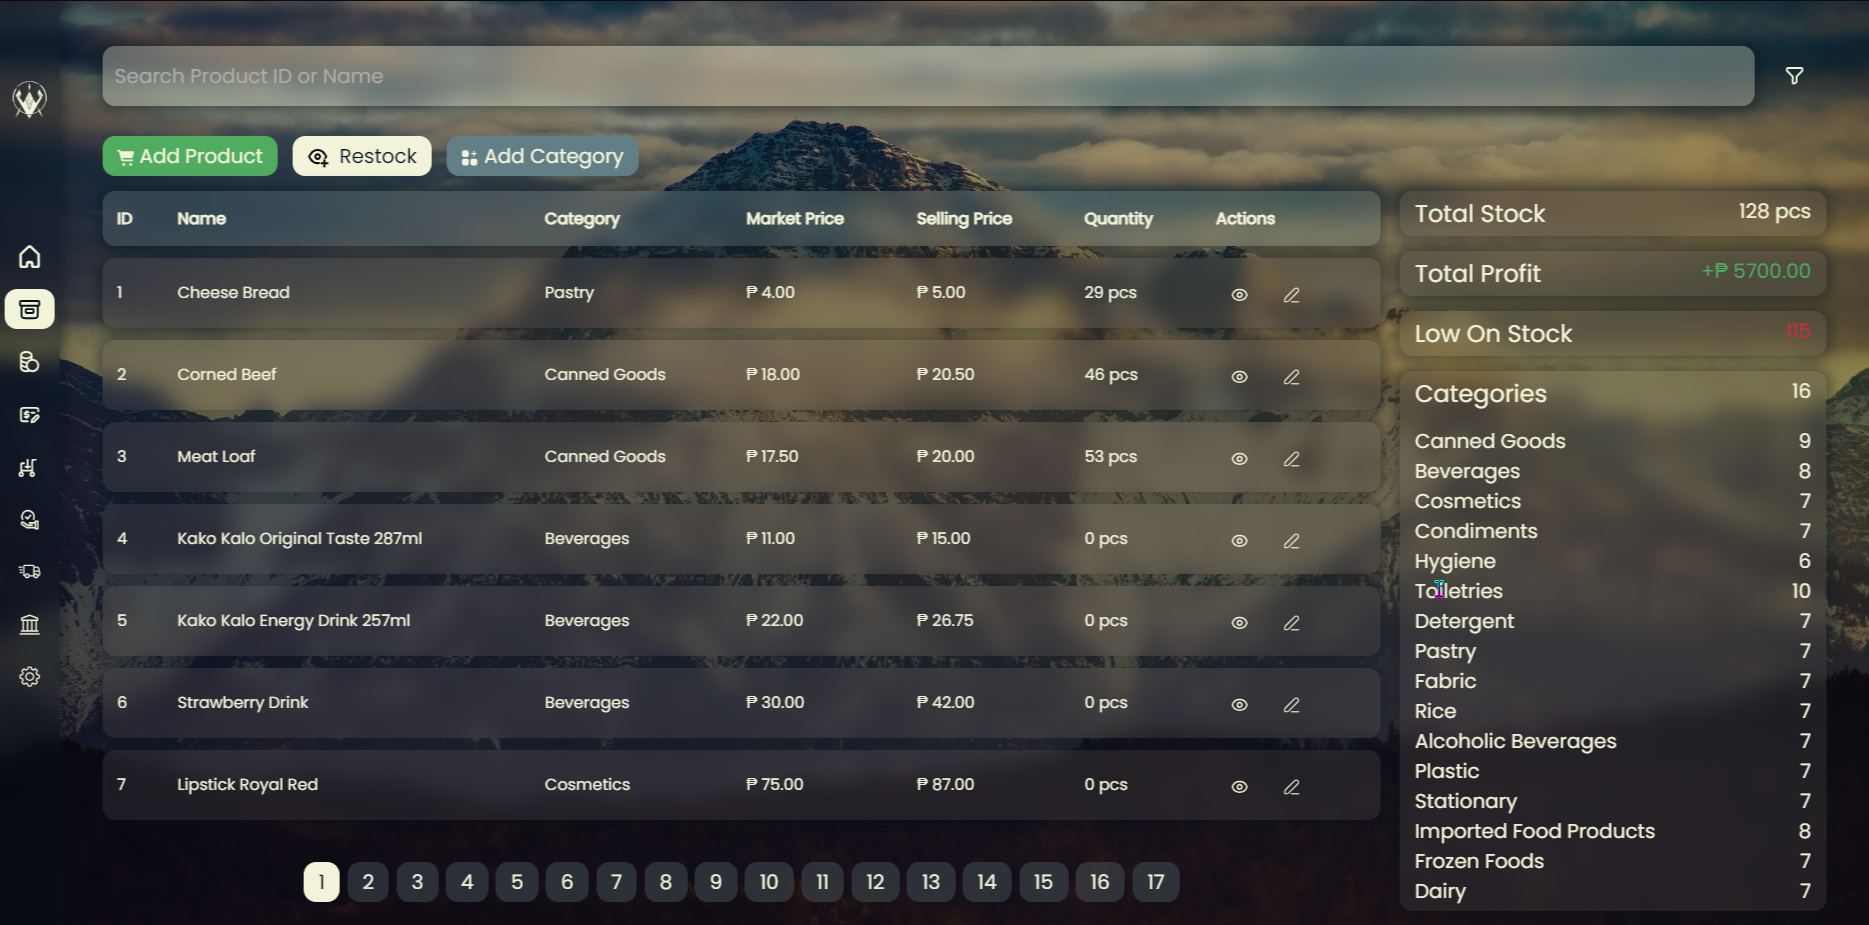 Search Product ID or Name
Add Product Restock Add Category
ID Name Category Market Price Selling Price Quantity Actions
1 Cheese Bread Pastry ₱ 4.00 ₱ 5.00 29 pcs
2 Corned Beef Canned Goods ₱ 18.00 ₱ 20.50 46 pcs
3 Meat Loaf Canned Goods ₱ 17.50 ₱ 20.00 53 pcs
4 Kako Kalo Original Taste 287ml Beverages ₱ 11.00 ₱ 15.00 0 pcs
5 Kako Kalo Energy Drink 257ml Beverages ₱ 22.00 ₱ 26.75 0 pcs
6 Strawberry Drink Beverages ₱ 30.00 ₱ 42.00 0 pcs
7 Lipstick Royal Red Cosmetics ₱ 75.00 ₱ 87.00 0 pcs
1 2 3 4 5 6 7 8 9 10 11 12 13 14 15 16 17
Total Stock 128 pcs
Total Profit +₱ 5700.00
Low On Stock 115
Categories 16
Canned Goods 9
Beverages 8
Cosmetics 7
Condiments 7
Hygiene 6
Toiletries 10
Detergent 7
Pastry 7
Fabric 7
Rice 7
Alcoholic Beverages 7
Plastic 7
Stationary 7
Imported Food Products 8
Frozen Foods 7
Dairy 7